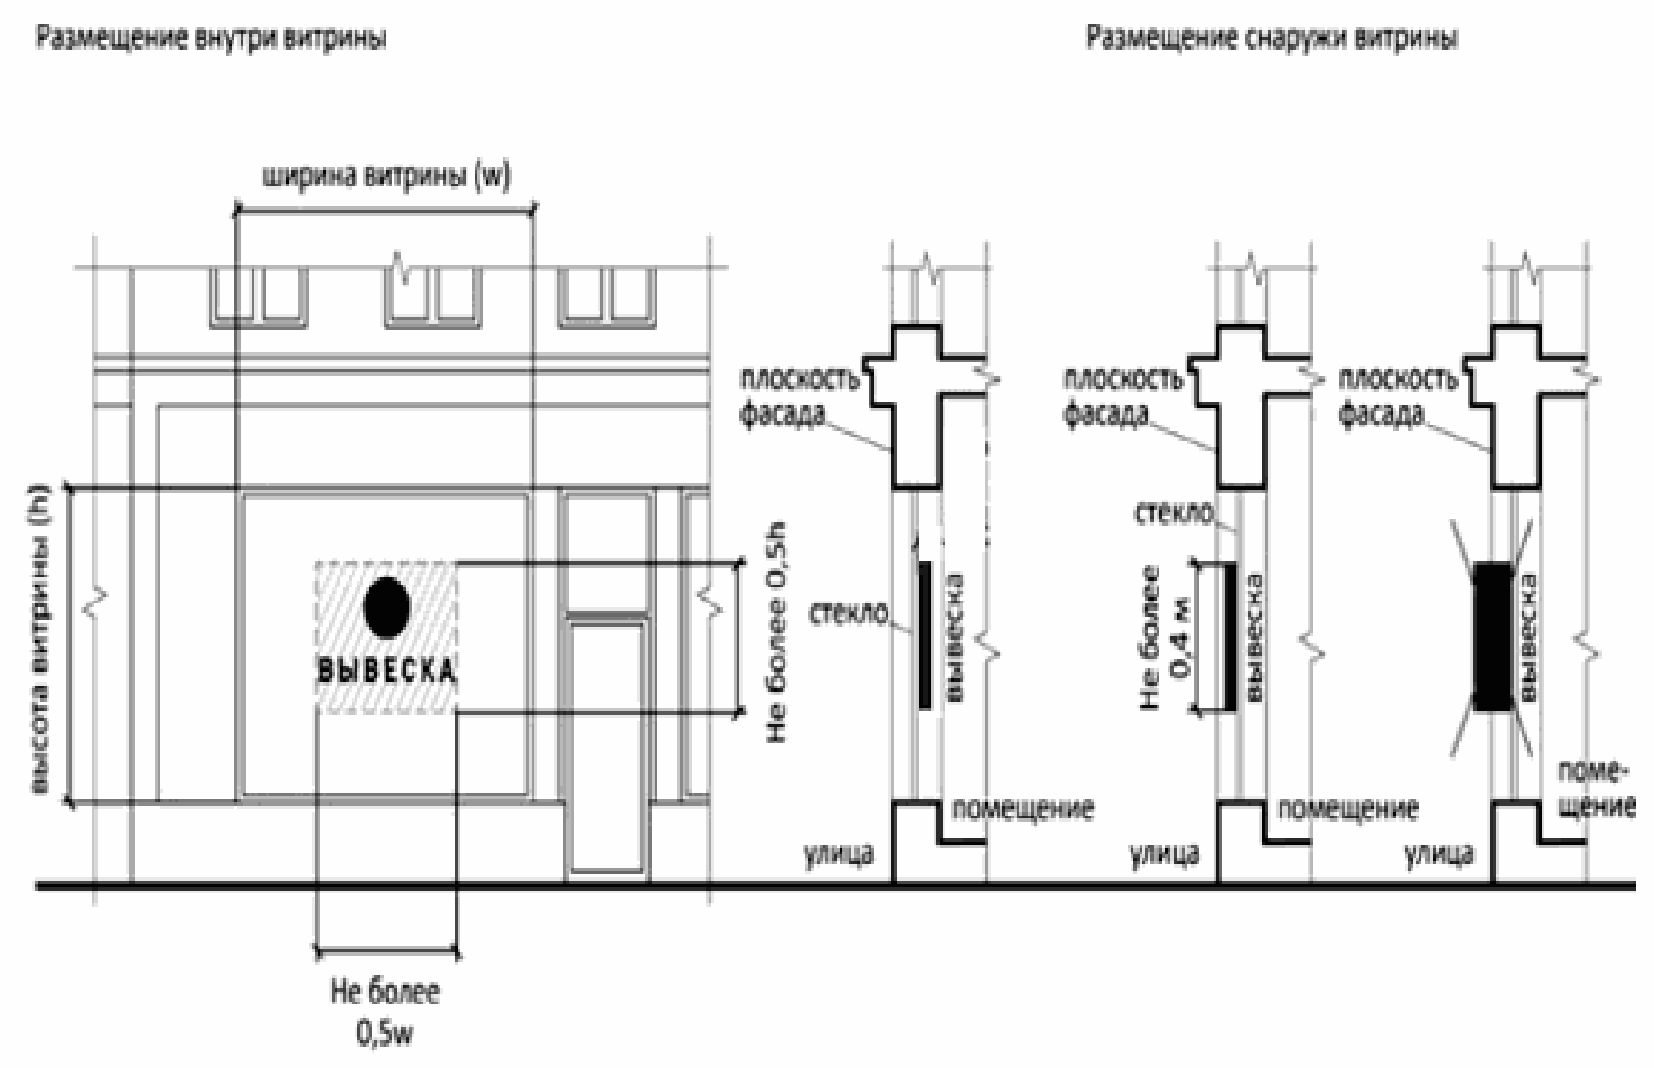 Размещение внутри витрины
Размещение снаружи витрины
ширина витрины (w)
высота витрины (h)
ВЫВЕСКА
Не более 0,5h
Не более
0,5w
плоскость
фасада
стекло
вывеска
помещение
улица
плоскость
фасада
стекло
Не более
0,4 м
вывеска
помещение
улица
плоскость
фасада
вывеска
поме-
щение
улица